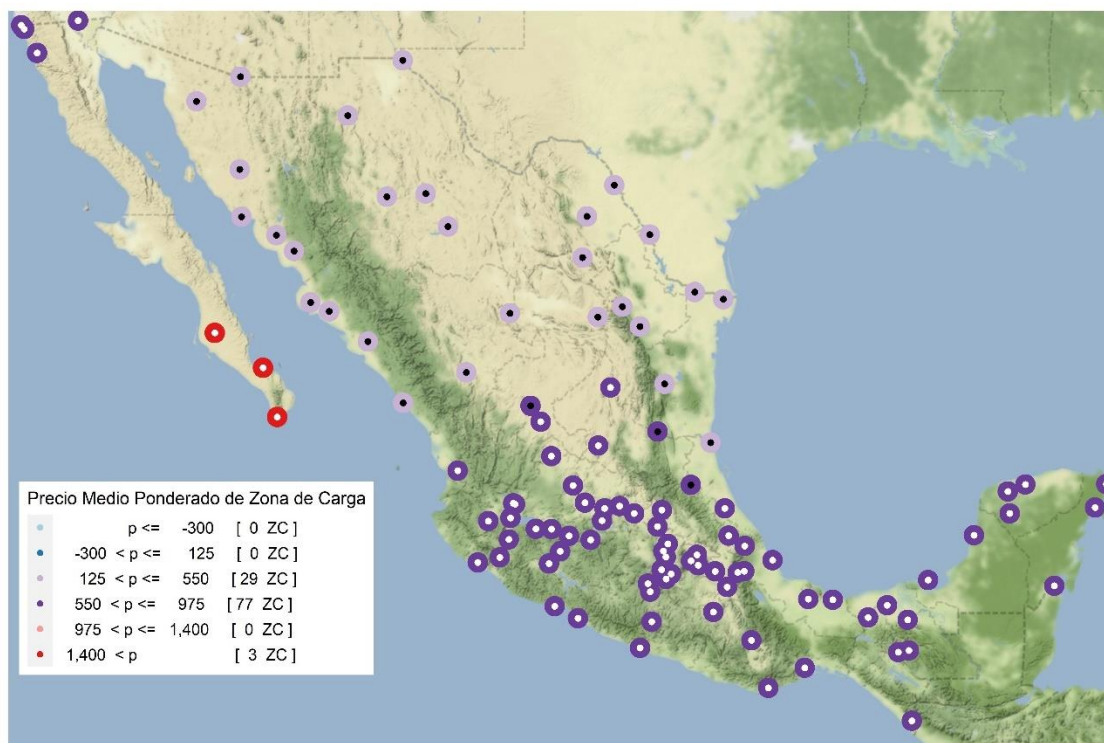 Precio Medio Ponderado de Zona de Carga
p <= -300 [ 0 ZC ]
-300 < p <= 125 [ 0 ZC ]
125 < p <= 550 [ 29 ZC ]
550 < p <= 975 [ 77 ZC ]
975 < p <= 1,400 [ 0 ZC ]
1,400 < p [ 3 ZC ]